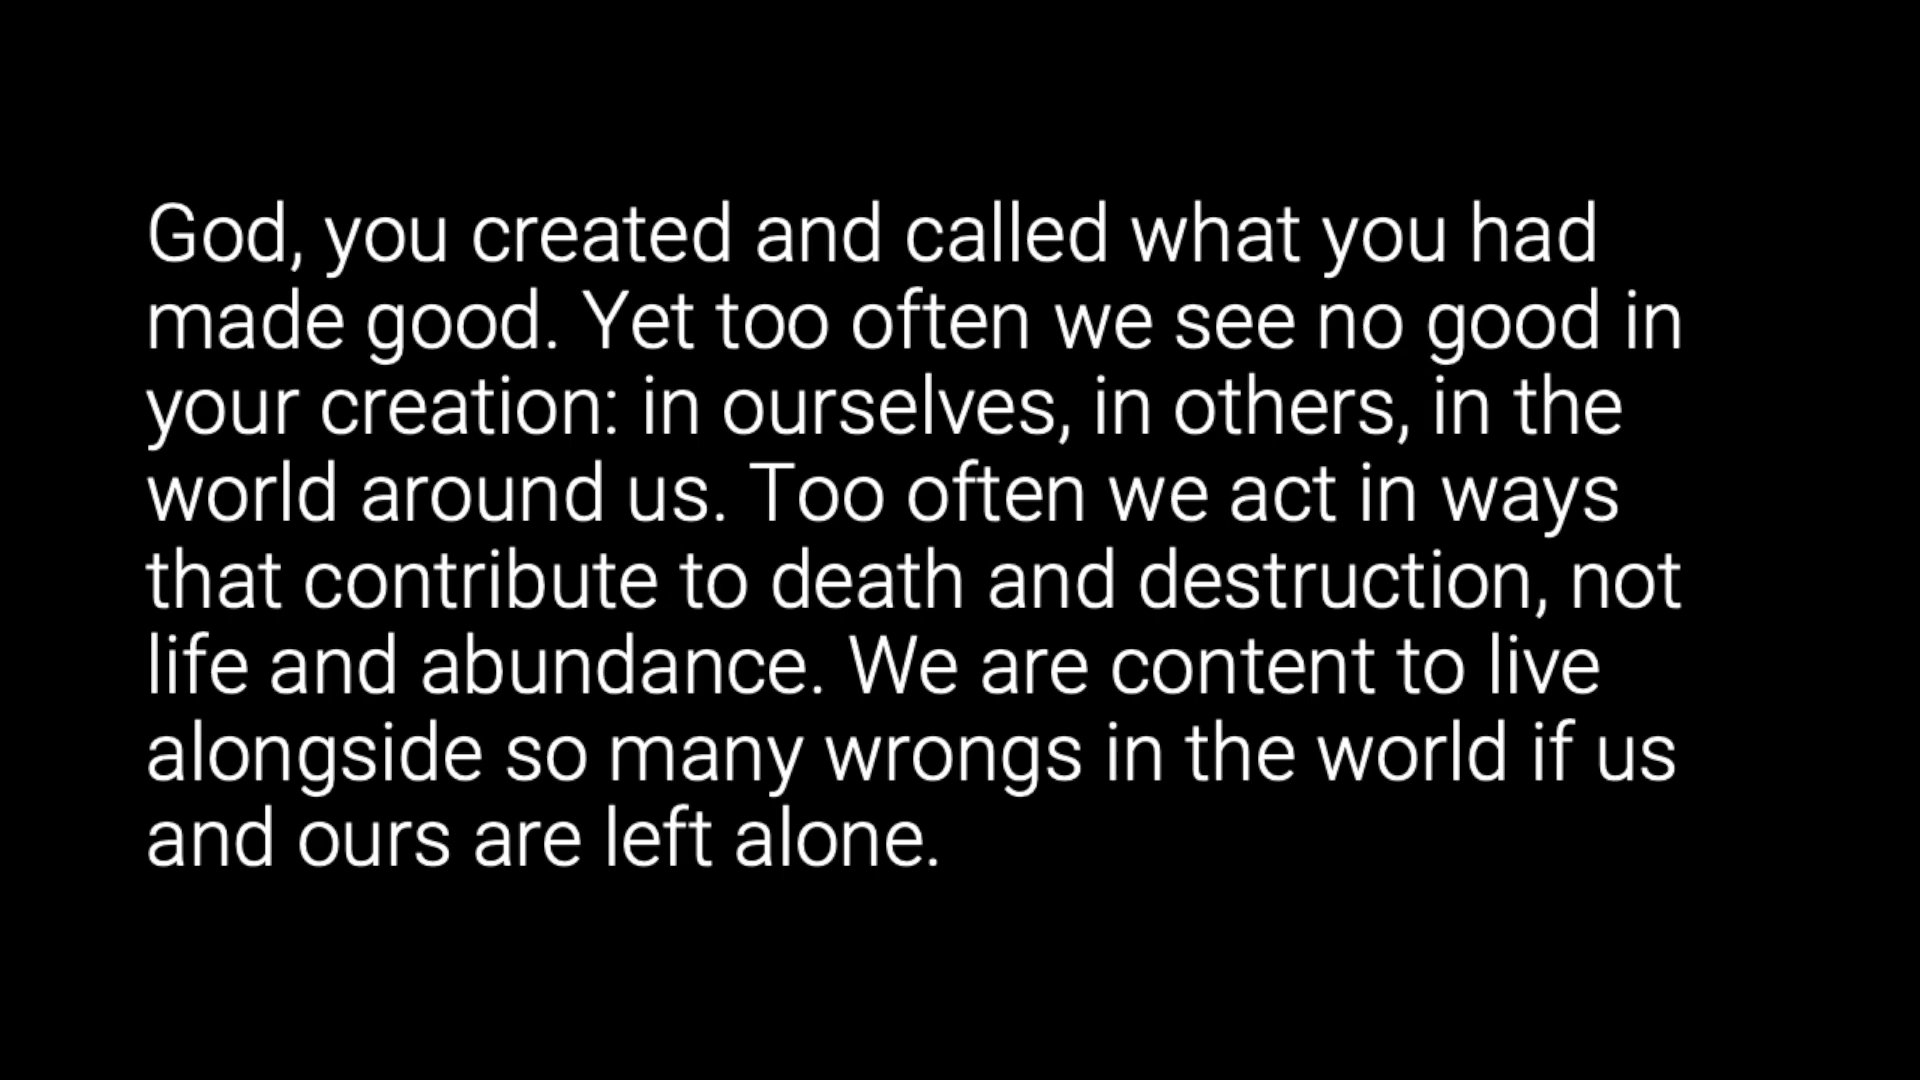 God, you created and called what you had
made good. Yet too often we see no good in
your creation: in ourselves, in others, in the
world around us. Too often we act in ways
that contribute to death and destruction, not
life and abundance. We are content to live
alongside so many wrongs in the world if us
and ours are left alone.